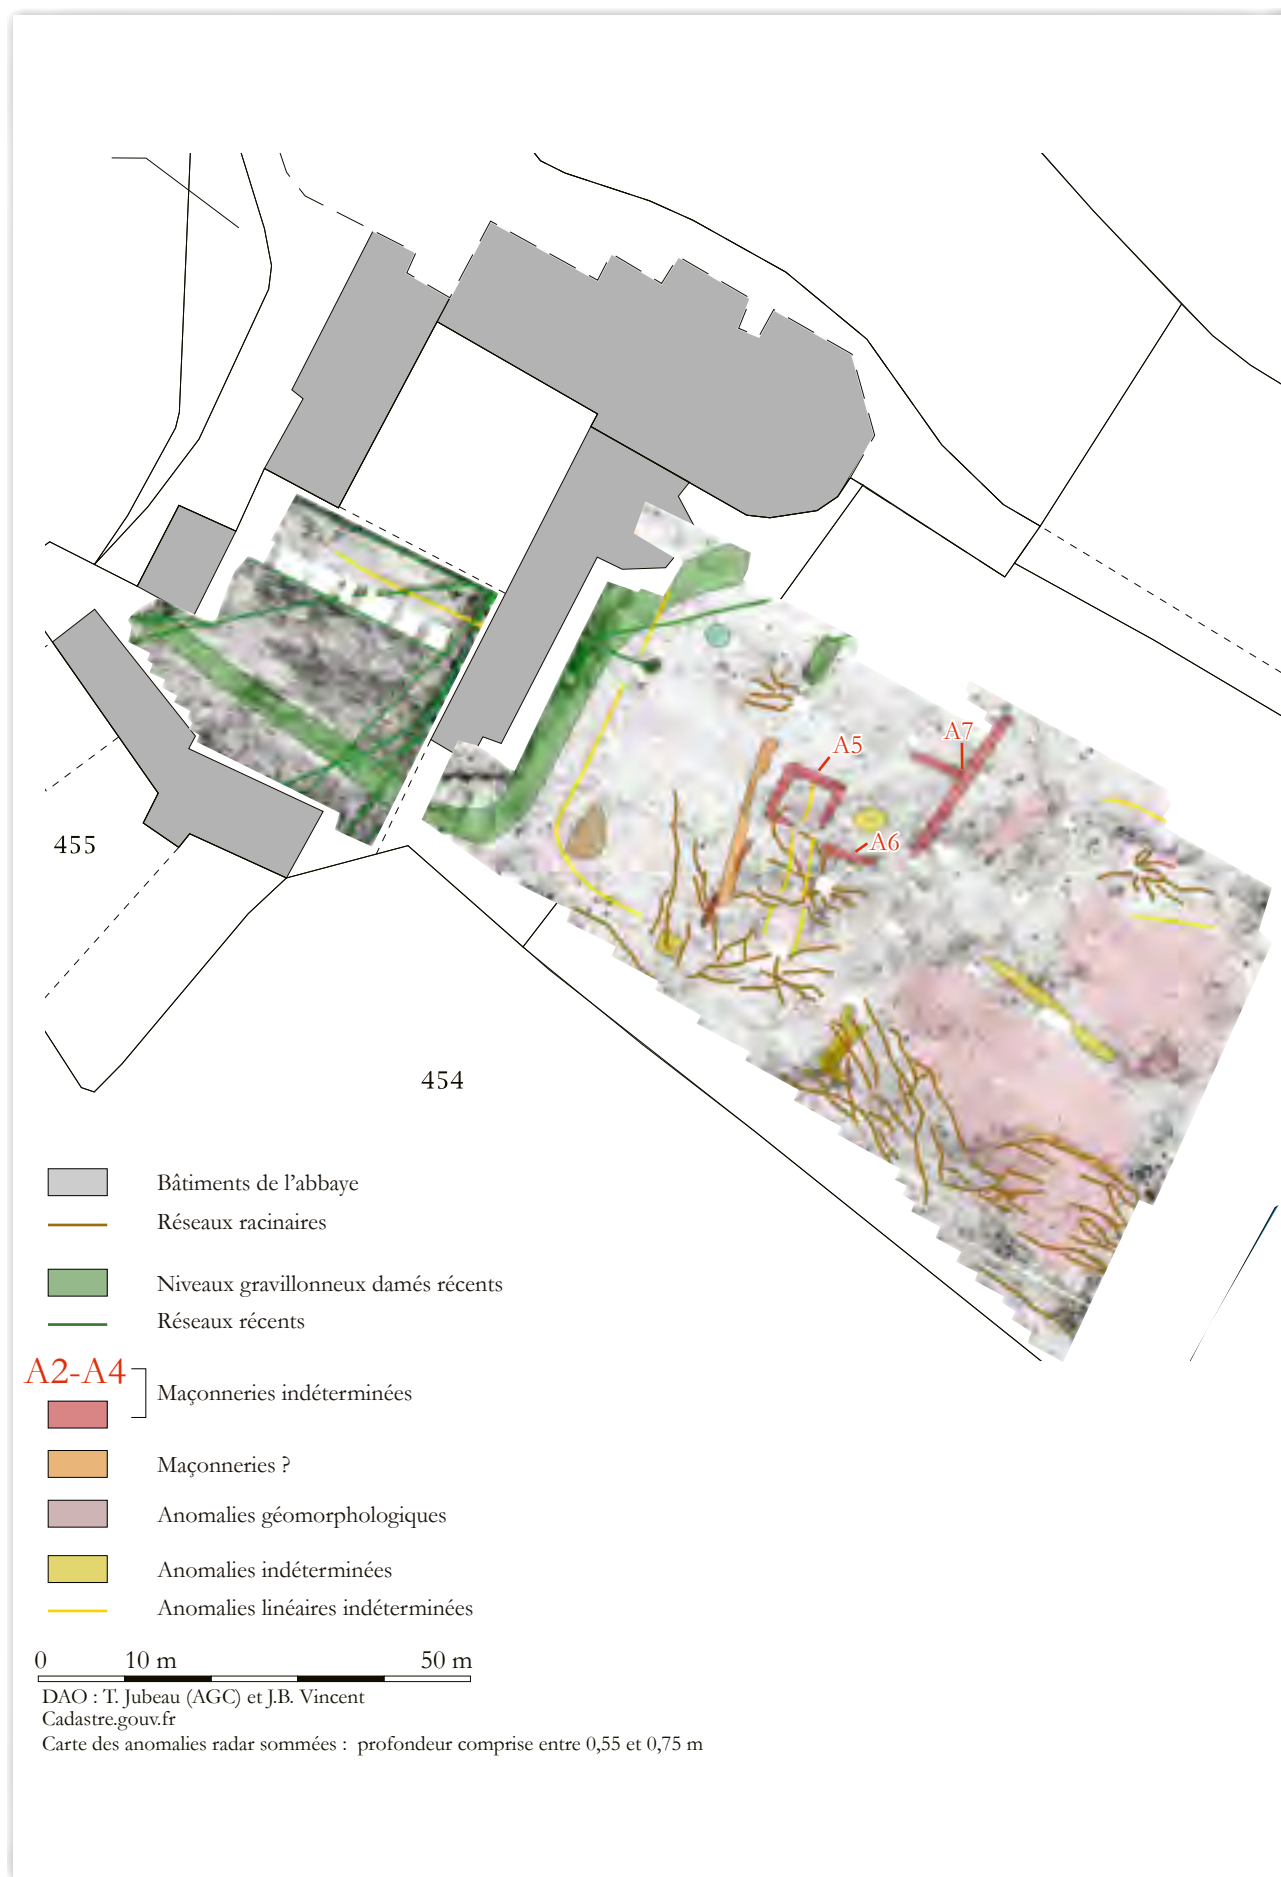 A5
A7
A6
455
454
Bâtiments de l'abbaye
Réseaux racinaires
Niveaux gravillonneux damés récents
Réseaux récents
A2-A4
Maçonneries indéterminées
Maçonneries ?
Anomalies géomorphologiques
Anomalies indéterminées
Anomalies linéaires indéterminées
0 10 m 50 m
DAO : T. Jubeau (AGC) et J.B. Vincent
Cadastre.gouv.fr
Carte des anomalies radar sommées : profondeur comprise entre 0,55 et 0,75 m